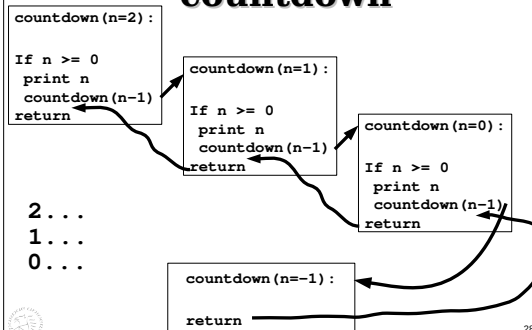 countdown
countdown(n=2):
If n >= 0
print n
countdown(n-1)
return
countdown(n=1):
If n >= 0
print n
countdown(n-1)
return
countdown(n=0):
If n >= 0
print n
countdown(n-1)
return
2...
1...
0...
countdown(n=-1):
return